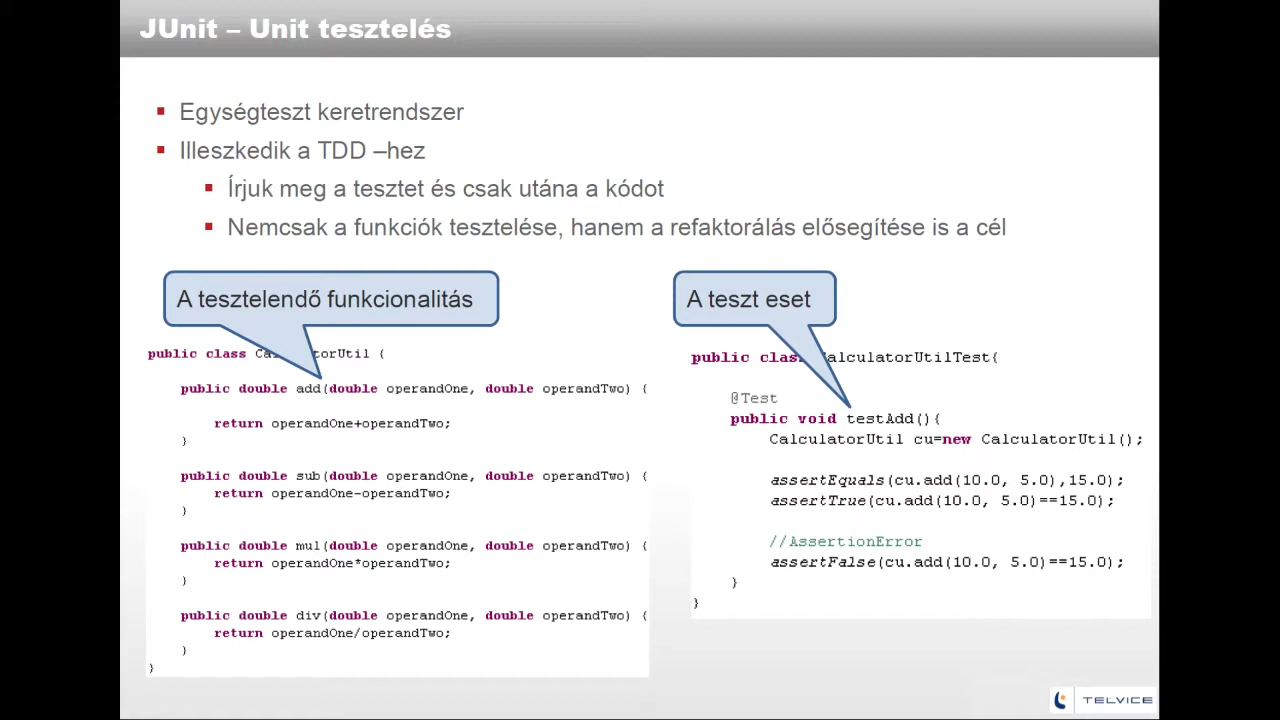 JUnit – Unit tesztelés
Egységteszt keretrendszer
Illeszkedik a TDD –hez
Írjuk meg a tesztet és csak utána a kódot
Nemcsak a funkciók tesztelése, hanem a refaktorálás elősegítése is a cél
A tesztelendő funkcionalitás
public class Ca orUtil {
public double add(double operandOne, double operandTwo) {
return operandOne+operandTwo;
}
public double sub(double operandOne, double operandTwo) {
return operandOne-operandTwo;
}
public double mul(double operandOne, double operandTwo) {
return operandOne*operandTwo;
}
public double div(double operandOne, double operandTwo) {
return operandOne/operandTwo;
}
}
A teszt eset
public class CalculatorUtilTest{
@Test
public void testAdd(){
CalculatorUtil cu=new CalculatorUtil();
assertEquals(cu.add(10.0, 5.0),15.0);
assertTrue(cu.add(10.0, 5.0)==15.0);
//AssertionError
assertFalse(cu.add(10.0, 5.0)==15.0);
}
}
TELVICE